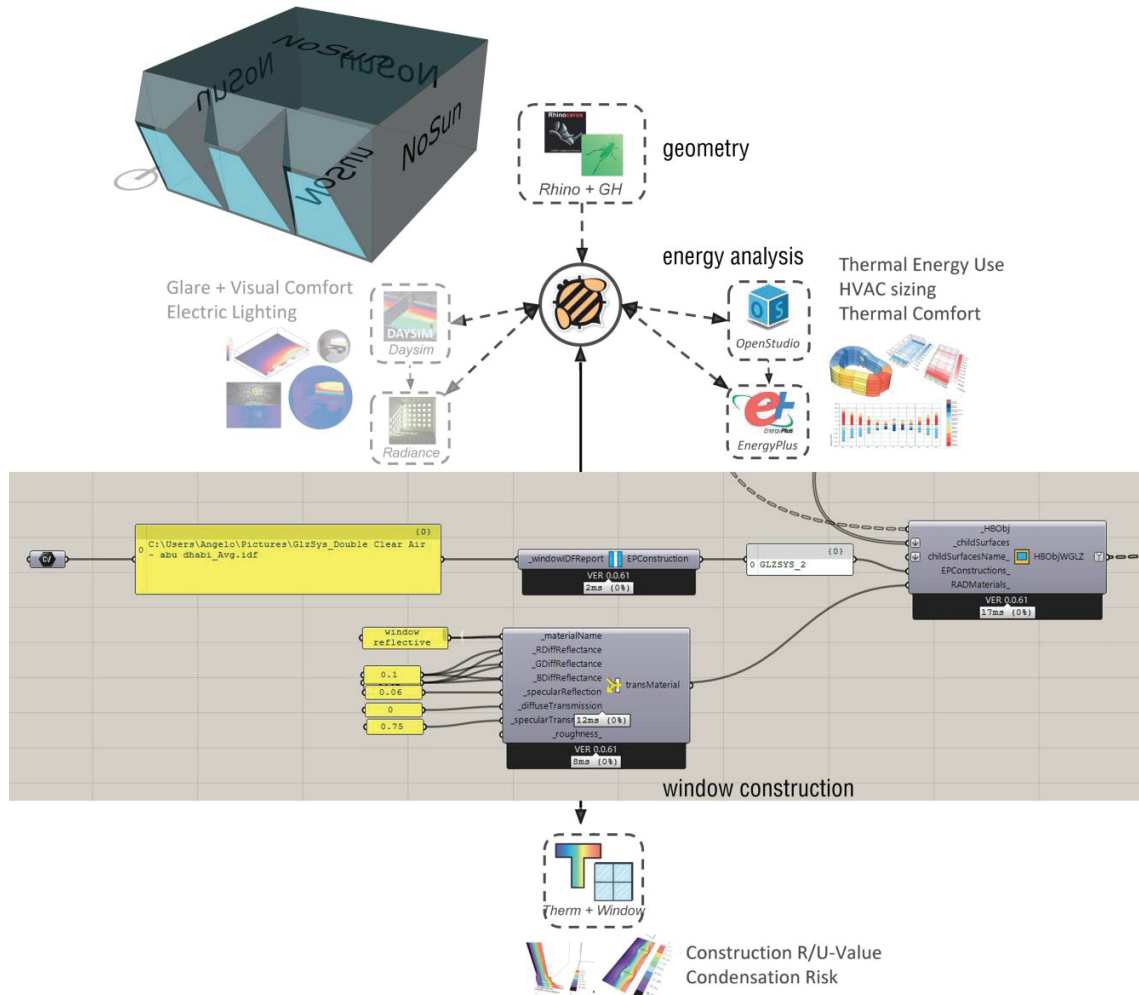 NoSun
NoSun
NoSun
NoSun
NoSun
Rhinoceros
Rhino + GH
geometry
energy analysis
Glare + Visual Comfort
Electric Lighting
DAYSIM
Daysim
Radiance
OS
OpenStudio
e+
EnergyPlus
EnergyPlus
Thermal Energy Use
HVAC sizing
Thermal Comfort
{0}
0 C:\Users\Angelo\Pictures\GlzSys_Double Clear Air
- abu dhabi_Avg.idf
_windowIDFReport EPConstruction
VER 0.0.61
2ms (0%)
{0}
0 GLZSYS_2
_HBObj
_childSurfaces
childSurfacesName_ HBObjWGLZ
EPConstructions_
RADMaterials_
VER 0.0.61
17ms (0%)
window
reflective
0.1
0.06
0
0.75
_materialName
_RDiffReflectance
_GDiffReflectance
_BDiffReflectance
_specularReflection
transMaterial
_diffuseTransmission
12ms (0%)
_roughness_
VER 0.0.61
8ms (0%)
window construction
T
Therm + Window
Construction R/U-Value
Condensation Risk